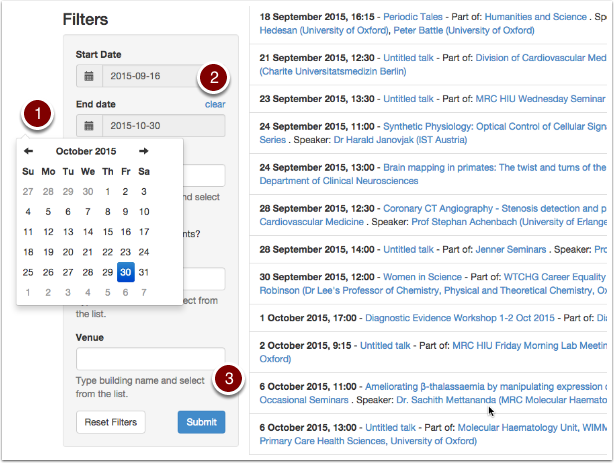 Filters
Start Date
2015-09-16
2
End date clear
1
2015-10-30
October 2015
Su Mo Tu We Th Fr Sa
27 28 29 30 1 2 3
4 5 6 7 8 9 10
11 12 13 14 15 16 17
18 19 20 21 22 23 24
25 26 27 28 29 30 31
1 2 3 4 5 6 7
and select
nts?
elect from
the list.
Venue
3
Type building name and select
from the list.
Reset Filters Submit
18 September 2015, 16:15 - Periodic Tales - Part of: Humanities and Science . Sp
Hedesan (University of Oxford), Peter Battle (University of Oxford)
21 September 2015, 12:30 - Untitled talk - Part of: Division of Cardiovascular Med
(Charite Universitatsmedizin Berlin)
23 September 2015, 13:30 - Untitled talk - Part of: MRC HIU Wednesday Seminar
24 September 2015, 11:00 - Synthetic Physiology: Optical Control of Cellular Sign
Series . Speaker: Dr Harald Janovjak (IST Austria)
24 September 2015, 13:00 - Brain mapping in primates: The twist and turns of the
Department of Clinical Neurosciences
28 September 2015, 12:30 - Coronary CT Angiography - Stenosis detection and p
Cardiovascular Medicine . Speaker: Prof Stephan Achenbach (University of Erlange
28 September 2015, 14:00 - Untitled talk - Part of: Jenner Seminars . Speaker: Pro
30 September 2015, 12:00 - Women in Science - Part of: WTCHG Career Equality
Robinson (Dr Lee's Professor of Chemistry, Physical and Theoretical Chemistry, Ox
1 October 2015, 17:00 - Diagnostic Evidence Workshop 1-2 Oct 2015 - Part of: Dia
2 October 2015, 9:15 - Untitled talk - Part of: MRC HIU Friday Morning Lab Meetin
Oxford)
6 October 2015, 11:00 - Ameliorating β-thalassaemia by manipulating expression o
Occasional Seminars . Speaker: Dr. Sachith Mettananda (MRC Molecular Haemato
6 October 2015, 13:00 - Untitled talk - Part of: Molecular Haematology Unit, WIMM
Primary Care Health Sciences, University of Oxford)